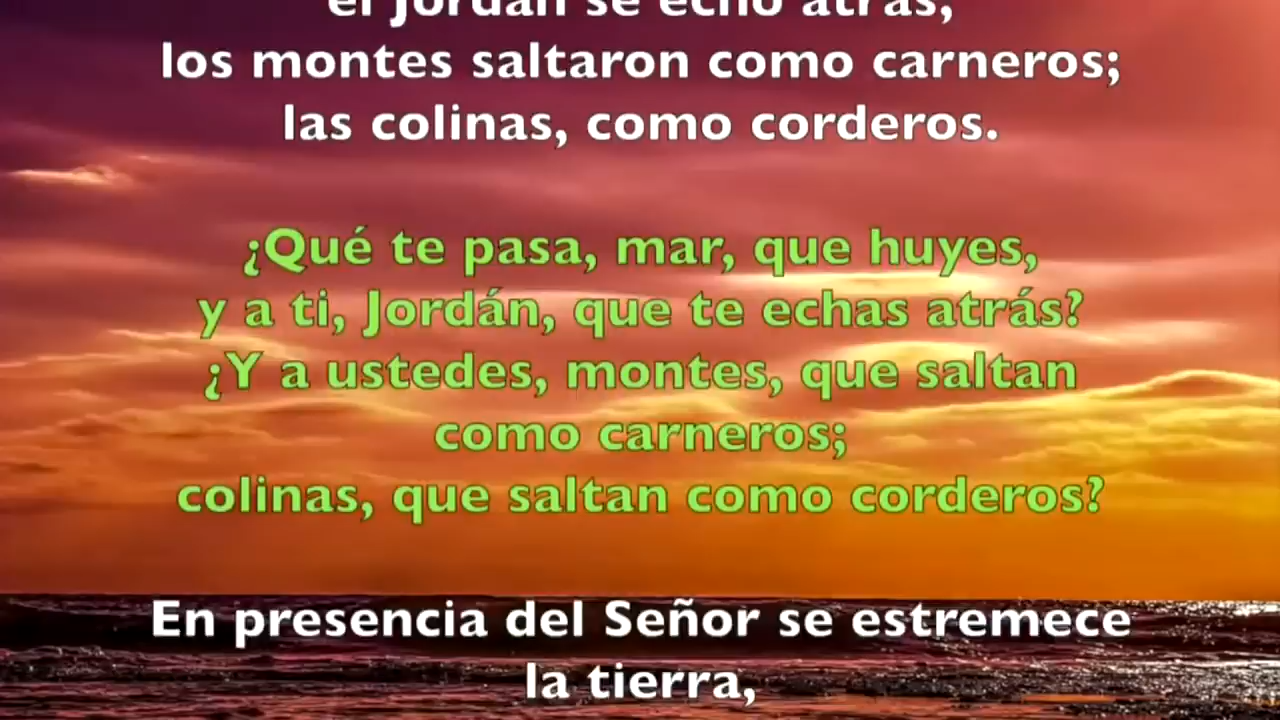 el Jordán se echó atrás,
los montes saltaron como carneros;
las colinas, como corderos.
¿Qué te pasa, mar, que huyes,
y a ti, Jordán, que te echas atrás?
¿Y a ustedes, montes, que saltan
como carneros;
colinas, que saltan como corderos?
En presencia del Señor se estremece
la tierra,